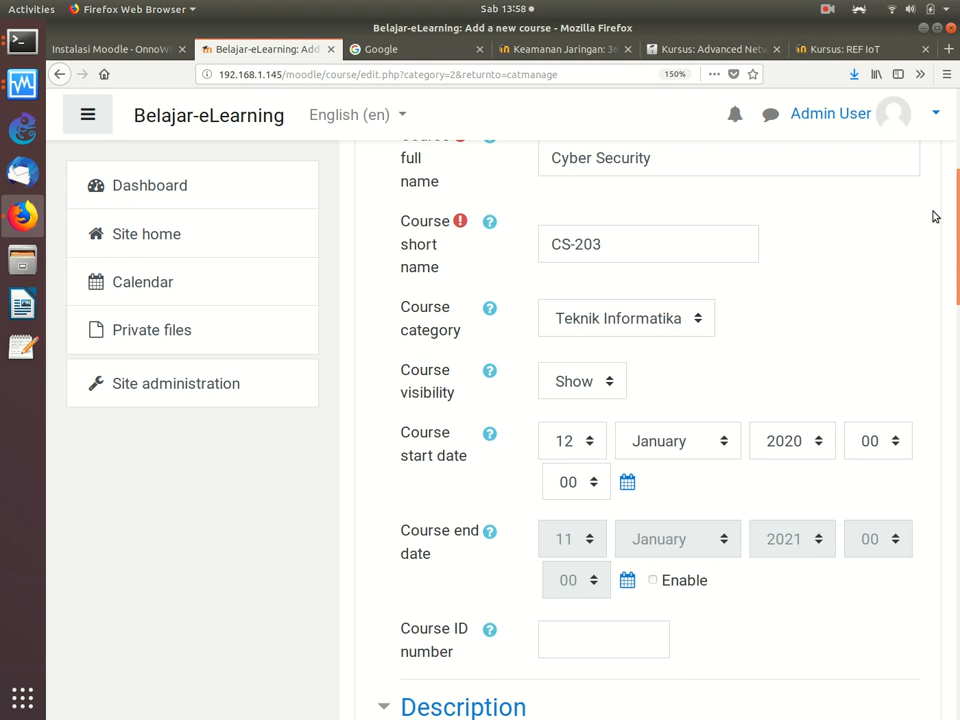 Activities Firefox Web Browser Sab 13:58
Belajar-eLearning: Add a new course - Mozilla Firefox
Instalasi Moodle - OnnoWi Belajar-eLearning: Add Google Keamanan Jaringan: Kursus: Advanced Net Kursus: REF IoT
192.168.1.145/moodle/course/edit.php?category=2&returnto=catmanage 150%
Belajar-eLearning English (en) Admin User
Dashboard
Site home
Calendar
Private files
Site administration
Course
full
name
Cyber Security
Course
short
name
CS-203
Course
category
Teknik Informatika
Course
visibility
Show
Course
start date
12 January 2020 00
00
Course end
date
11 January 2021 00
00 Enable
Course ID
number
Description